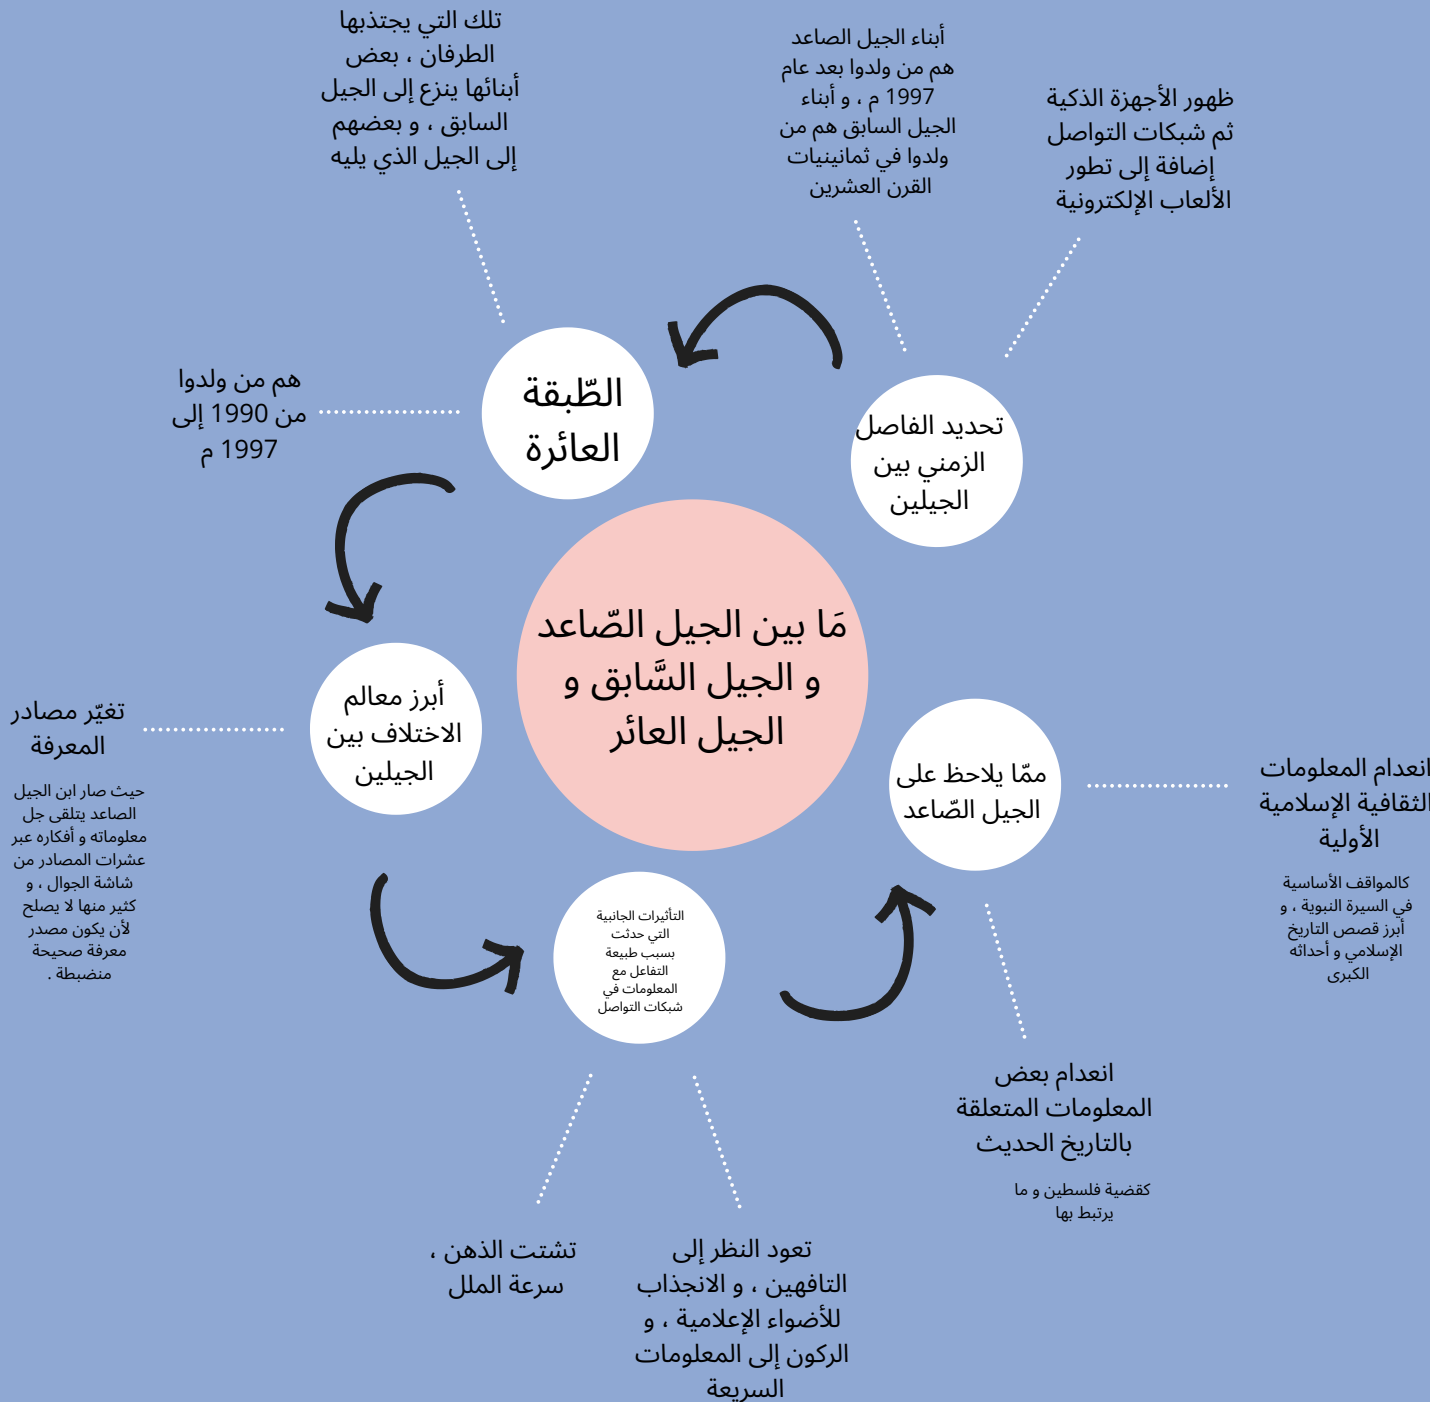 مَا بين الجيل الصّاعد
و الجيل السَّابق و
الجيل العائر
تحديد الفاصل
الزمني بين
الجيلين
ظهور الأجهزة الذكية
ثم شبكات التواصل
إضافة إلى تطور
الألعاب الإلكترونية
أبناء الجيل الصاعد
هم من ولدوا بعد عام
1997 م ، و أبناء
الجيل السابق هم من
ولدوا في ثمانينيات
القرن العشرين
الطّبقة
العائرة
تلك التي يجتذبها
الطرفان ، بعض
أبنائها ينزع إلى الجيل
السابق ، و بعضهم
إلى الجيل الذي يليه
هم من ولدوا
من 1990 إلى
1997 م
أبرز معالم
الاختلاف بين
الجيلين
تغيّر مصادر
المعرفة
حيث صار ابن الجيل
الصاعد يتلقى جل
معلوماته و أفكاره عبر
عشرات المصادر من
شاشة الجوال ، و
كثير منها لا يصلح
لأن يكون مصدر
معرفة صحيحة
منضبطة .
التأثيرات الجانبية
التي حدثت
بسبب طبيعة
التفاعل مع
المعلومات في
شبكات التواصل
تشتت الذهن ،
سرعة الملل
تعود النظر إلى
التافهين ، و الانجذاب
للأضواء الإعلامية ، و
الركون إلى المعلومات
السريعة
ممّا يلاحظ على
الجيل الصّاعد
انعدام بعض
المعلومات المتعلقة
بالتاريخ الحديث
كقضية فلسطين و ما
يرتبط بها
انعدام المعلومات
الثقافية الإسلامية
الأولية
كالمواقف الأساسية
في السيرة النبوية ، و
أبرز قصص التاريخ
الإسلامي و أحداثه
الكبرى